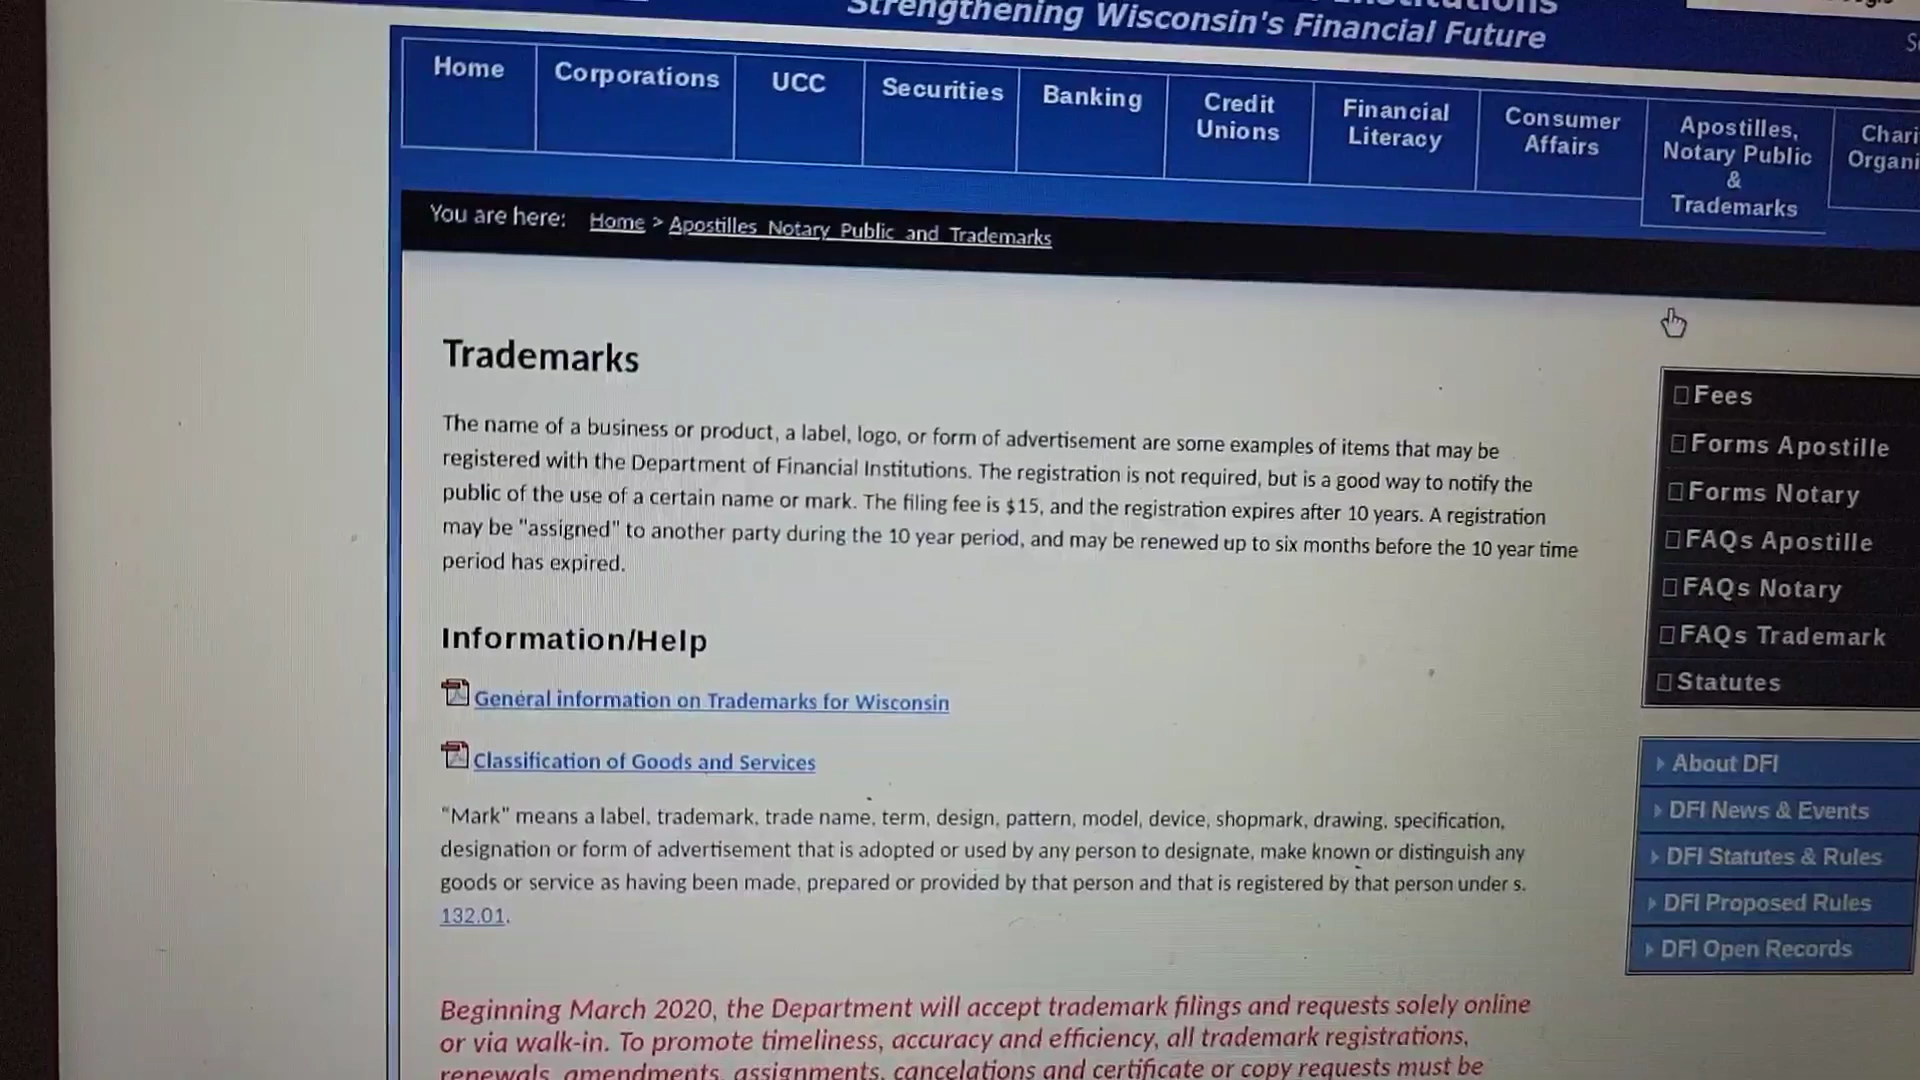 Strengthening Wisconsin's Financial Future
Home
Corporations
UCC
Securities
Banking
Credit
Unions
Financial
Literacy
Consumer
Affairs
Apostilles,
Notary Public
&
Trademarks
Chari
Organi
You are here: Home > Apostilles Notary Public and Trademarks
Trademarks
The name of a business or product, a label, logo, or form of advertisement are some examples of items that may be
registered with the Department of Financial Institutions. The registration is not required, but is a good way to notify the
public of the use of a certain name or mark. The filing fee is $15, and the registration expires after 10 years. A registration
may be "assigned" to another party during the 10 year period, and may be renewed up to six months before the 10 year time
period has expired.
Information/Help
General information on Trademarks for Wisconsin
Classification of Goods and Services
“Mark” means a label, trademark, trade name, term, design, pattern, model, device, shopmark, drawing, specification,
designation or form of advertisement that is adopted or used by any person to designate, make known or distinguish any
goods or service as having been made, prepared or provided by that person and that is registered by that person under s.
132.01.
Beginning March 2020, the Department will accept trademark filings and requests solely online
or via walk-in. To promote timeliness, accuracy and efficiency, all trademark registrations,
renewals, amendments, assignments, cancelations and certificate or copy requests must be
Fees
Forms Apostille
Forms Notary
FAQs Apostille
FAQs Notary
FAQs Trademark
Statutes
About DFI
DFI News & Events
DFI Statutes & Rules
DFI Proposed Rules
DFI Open Records